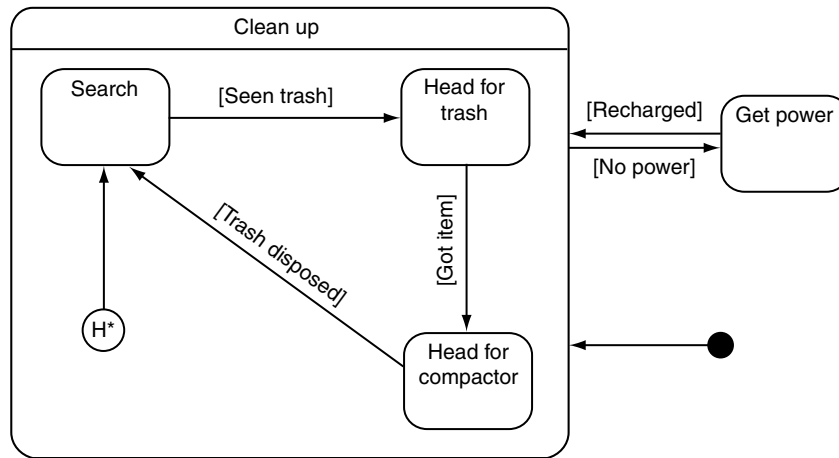 Clean up
Search
[Seen trash]
Head for
trash
[Recharged]
Get power
[No power]
[Trash disposed]
[Got item]
H*
Head for
compactor